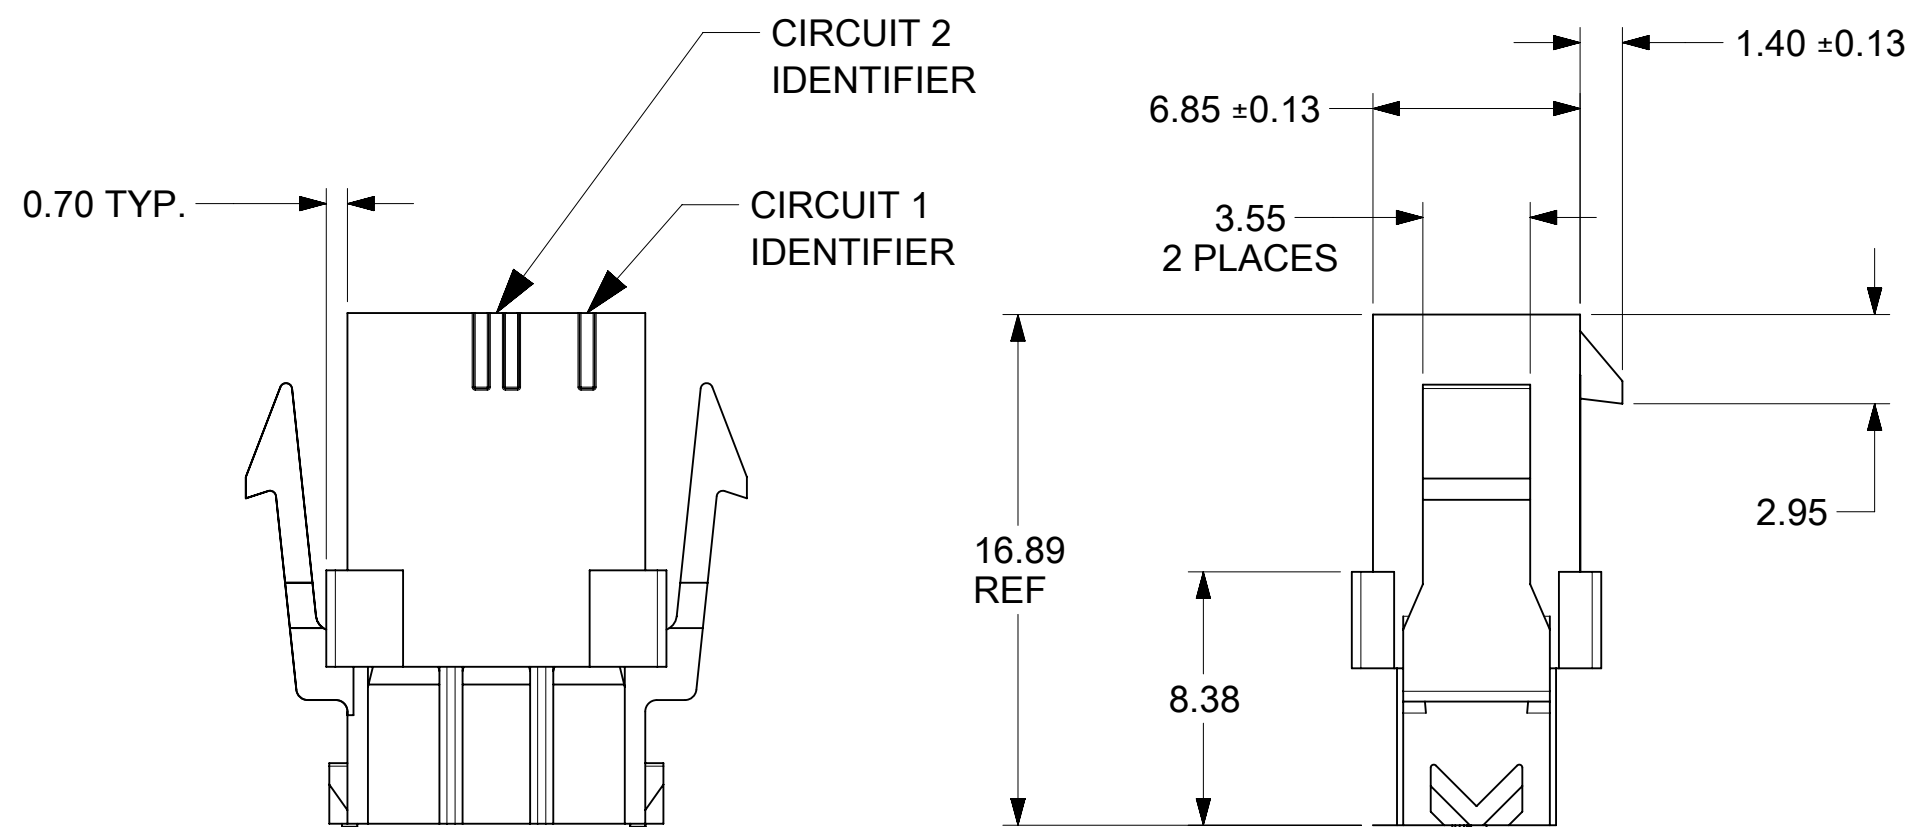 CIRCUIT 2
IDENTIFIER
1.40 ±0.13
6.85 ±0.13
0.70 TYP.
CIRCUIT 1
IDENTIFIER
3.55
2 PLACES
2.95
16.89
REF
8.38